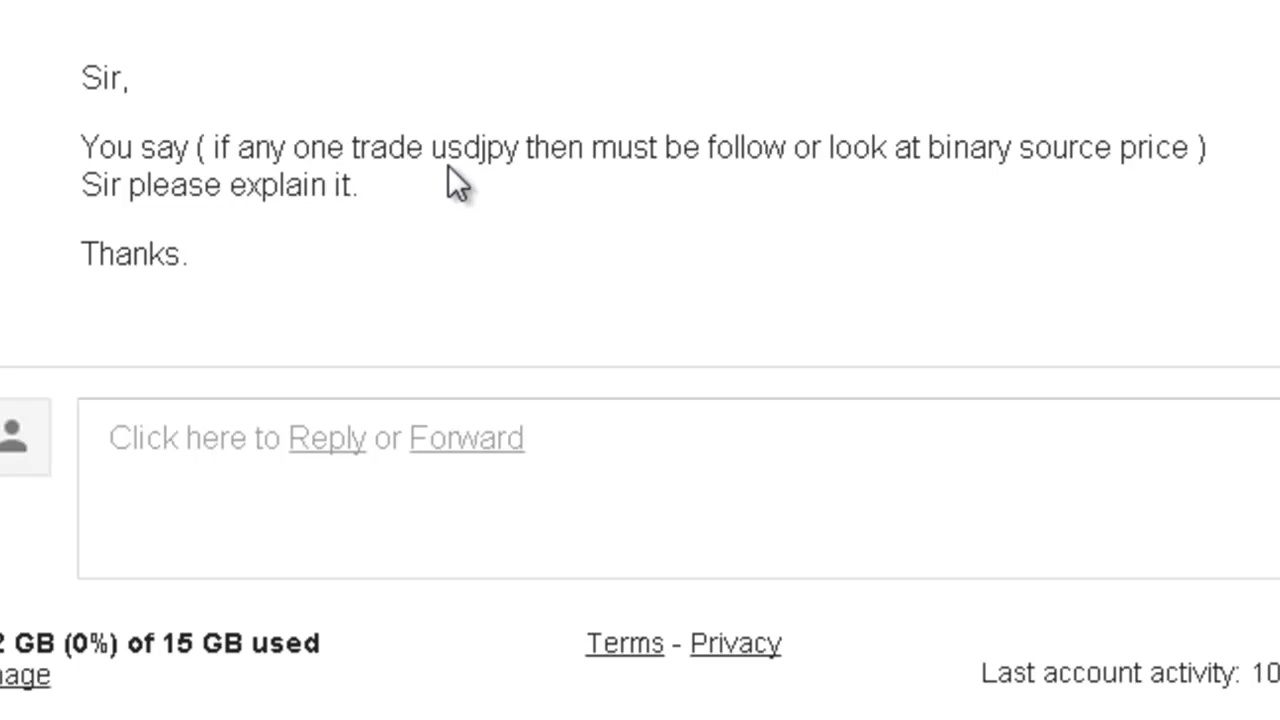 Sir,
You say ( if any one trade usdjpy then must be follow or look at binary source price )
Sir please explain it.
Thanks.
Click here to Reply or Forward
GB (0%) of 15 GB used
Terms - Privacy
Last account activity: 10